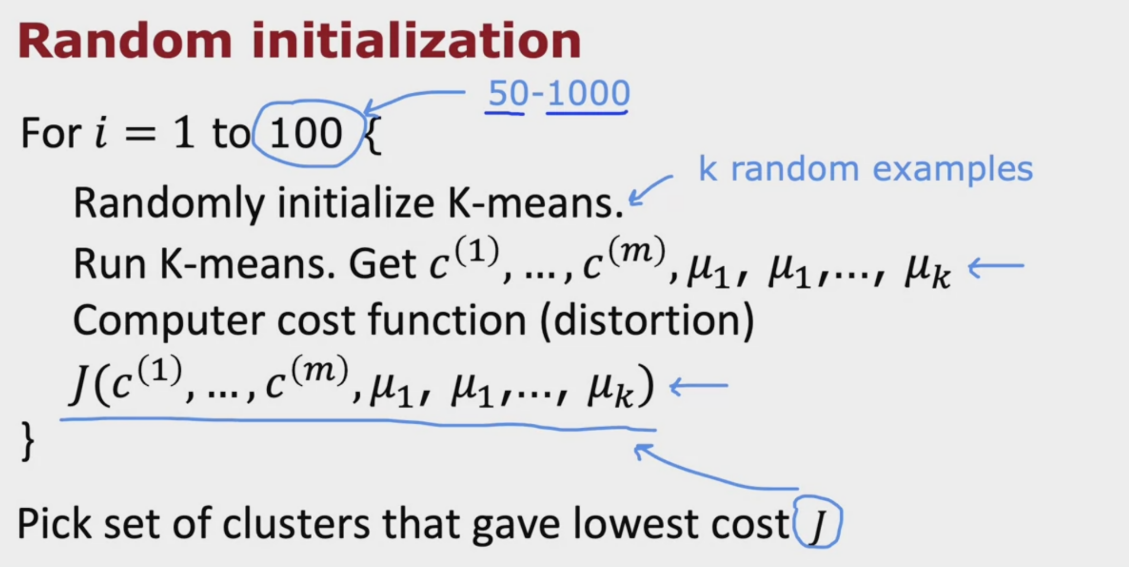 Random initialization
50-1000
For i = 1 to 100 {
k random examples
Randomly initialize K-means.
Run K-means. Get c⁽¹⁾, ..., c⁽ᵐ⁾, μ₁, μ₁,..., μₖ
Computer cost function (distortion)
J(c⁽¹⁾, ..., c⁽ᵐ⁾, μ₁, μ₁,..., μₖ)
}
Pick set of clusters that gave lowest cost J